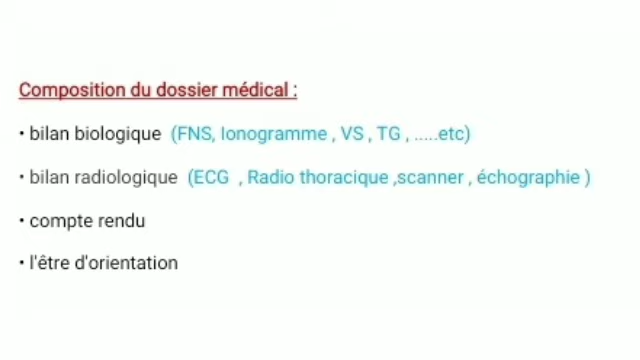 Composition du dossier médical :
• bilan biologique (FNS, Ionogramme , VS , TG , .....etc)
• bilan radiologique (ECG , Radio thoracique ,scanner , échographie )
• compte rendu
• l'être d'orientation